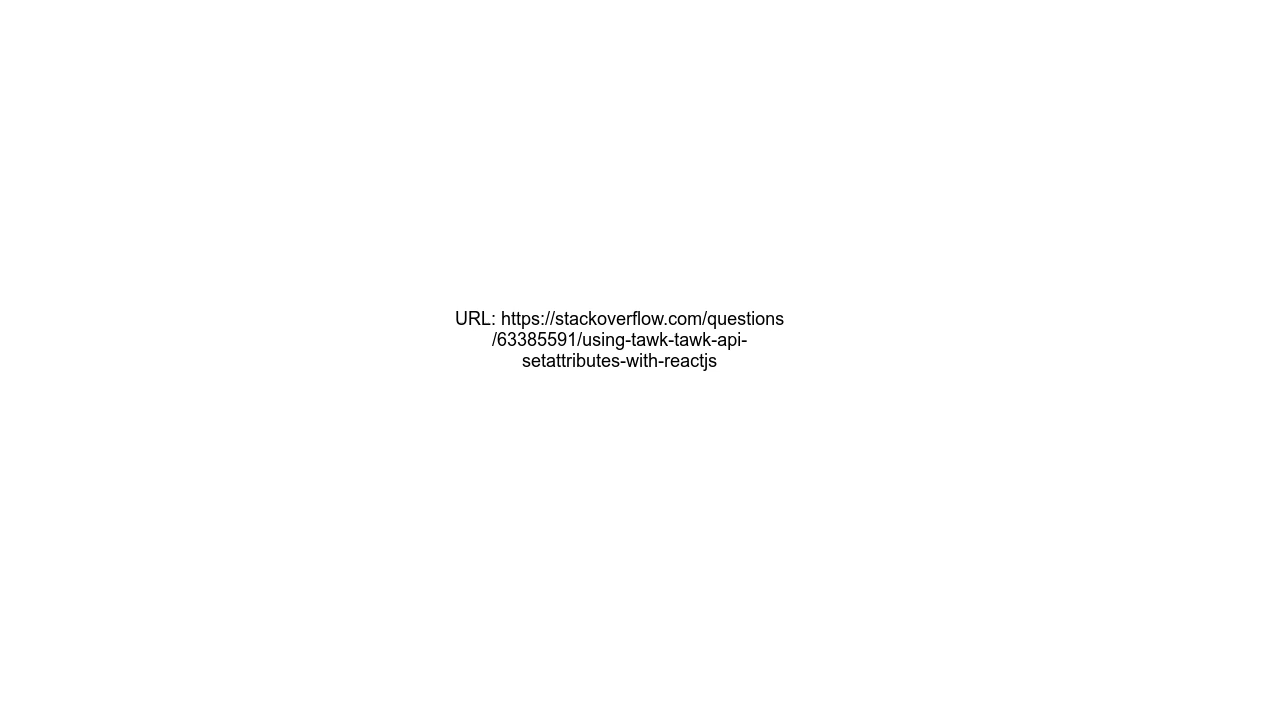 URL: https://stackoverflow.com/questions
/63385591/using-tawk-tawk-api-
setattributes-with-reactjs